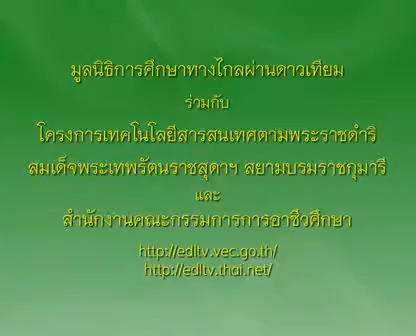 มูลนิธิการศึกษาทางไกลผ่านดาวเทียม
ร่วมกับ
โครงการเทคโนโลยีสารสนเทศตามพระราชดำริ
สมเด็จพระเทพรัตนราชสุดาฯ สยามบรมราชกุมารี
และ
สำนักงานคณะกรรมการการอาชีวศึกษา
http://edltv.vec.go.th/
http://edltv.thai.net/